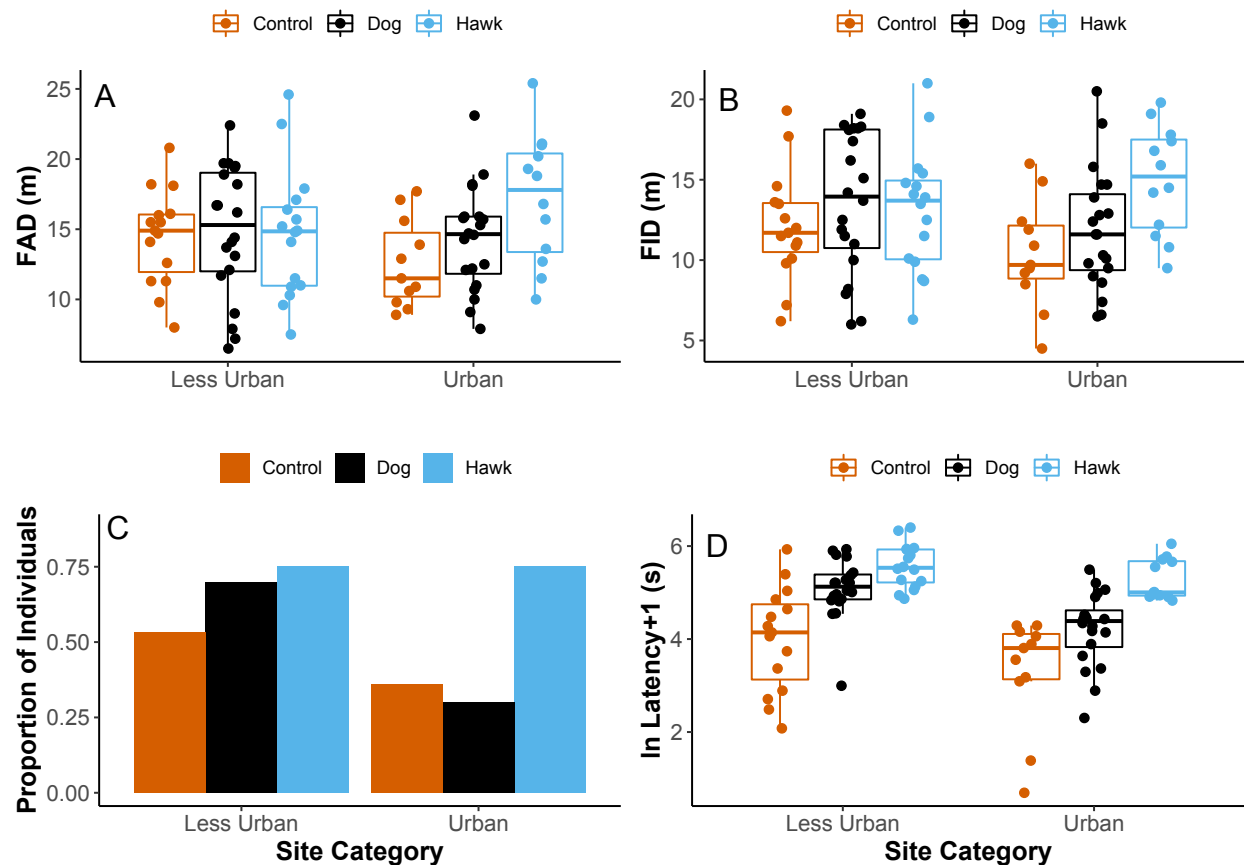 Control Dog Hawk
A
FAD (m)
25
20
15
10
Less Urban Urban
Control Dog Hawk
B
FID (m)
20
15
10
5
Less Urban Urban
Control Dog Hawk
C
Proportion of Individuals
0.75
0.50
0.25
0.00
Less Urban Urban
Site Category
Control Dog Hawk
D
ln Latency+1 (s)
6
4
2
Less Urban Urban
Site Category